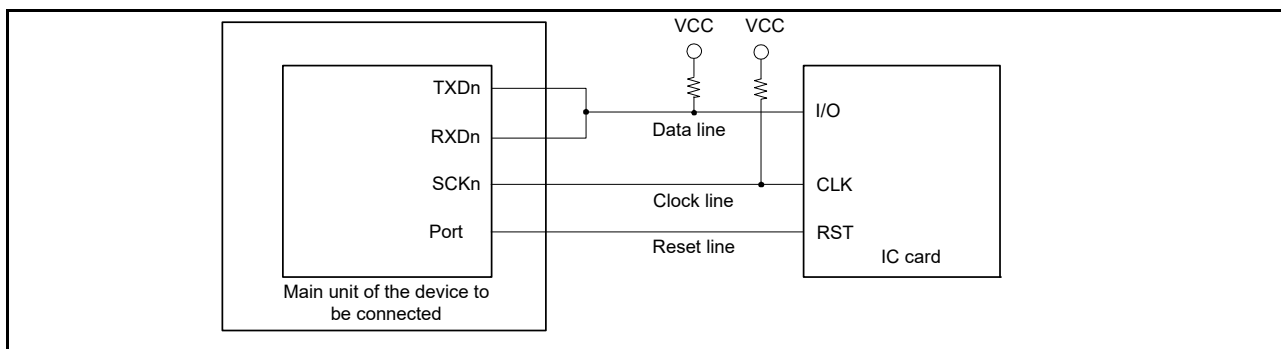 VCC VCC
TXDn
I/O
Data line
RXDn
SCKn
CLK
Clock line
Port
RST
Reset line
IC card
Main unit of the device to
be connected